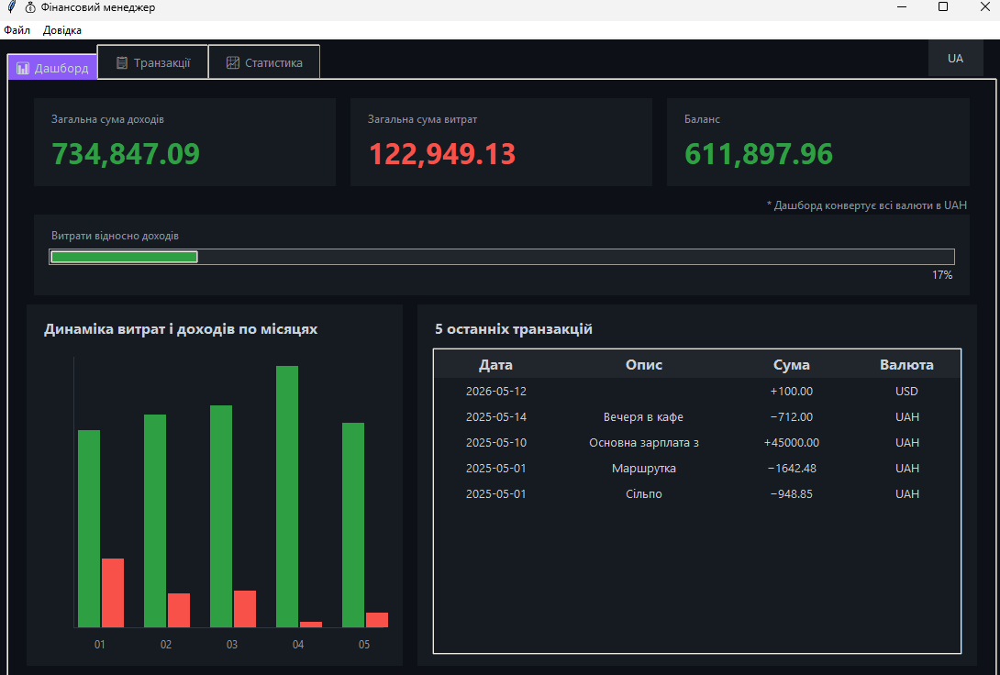 Фінансовий менеджер
Файл Довідка
Дашборд Транзакції Статистика UA
Загальна сума доходів Загальна сума витрат Баланс
734,847.09 122,949.13 611,897.96
* Дашборд конвертує всі валюти в UAH
Витрати відносно доходів
17%
Динаміка витрат і доходів по місяцях
01 02 03 04 05
5 останніх транзакцій
Дата Опис Сума Валюта
2026-05-12 +100.00 USD
2025-05-14 Вечеря в кафе −712.00 UAH
2025-05-10 Основна зарплата з +45000.00 UAH
2025-05-01 Маршрутка −1642.48 UAH
2025-05-01 Сільпо −948.85 UAH